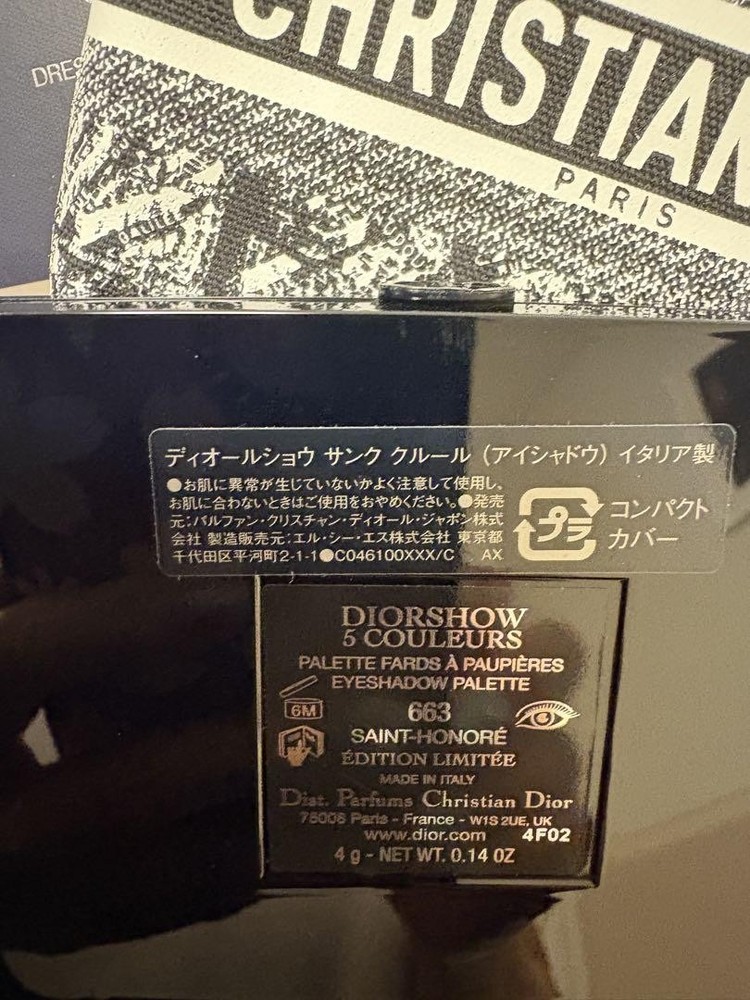 DRES
CHRISTIAN
PARIS
ディオールショウ サンク クルール (アイシャドウ) イタリア製
●お肌に異常が生じていないかよく注意して使用し、
お肌に合わないときはご使用をおやめください。●発売
元:パルファン・クリスチャン・ディオール・ジャポン株式
会社 製造販売元:エル・シー・エス株式会社 東京都
千代田区平河町2-1-1●C046100XXX/C AX
プラ
コンパクト
カバー
DIORSHOW
5 COULEURS
PALETTE FARDS À PAUPIÈRES
EYESHADOW PALETTE
6M
663
SAINT-HONORÉ
ÉDITION LIMITÉE
MADE IN ITALY
Dist. Parfums Christian Dior
75008 Paris - France - W1S 2UE, UK
www.dior.com 4F02
4 g - NET WT. 0.14 OZ